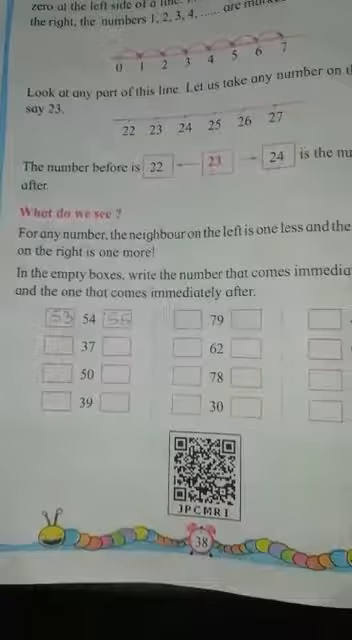 zero at the left side of a line.
the right, the numbers 1, 2, 3, 4, ...... are
0 1 2 3 4 5 6 7
Look at any part of this line. Let us take any number on
say 23.
22 23 24 25 26 27
The number before is 22 ← 23 → 24 is the
after.
What do we see ?
For any number, the neighbour on the left is one less and the
on the right is one more!
In the empty boxes, write the number that comes
and the one that comes immediately after.
53 54 55 79
37 62
50 78
39 30
JPCMRI
38